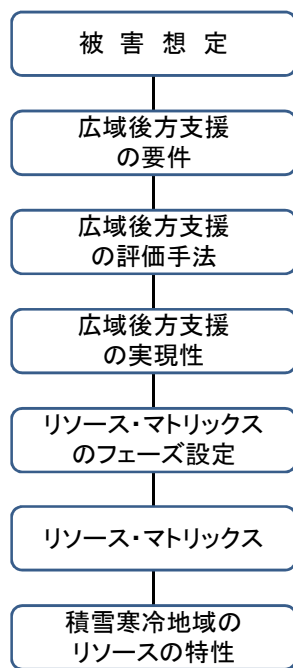 被 害 想 定
広域後方支援
の要件
広域後方支援
の評価手法
広域後方支援
の実現性
リソース・マトリックス
のフェーズ設定
リソース・マトリックス
積雪寒冷地域の
リソースの特性